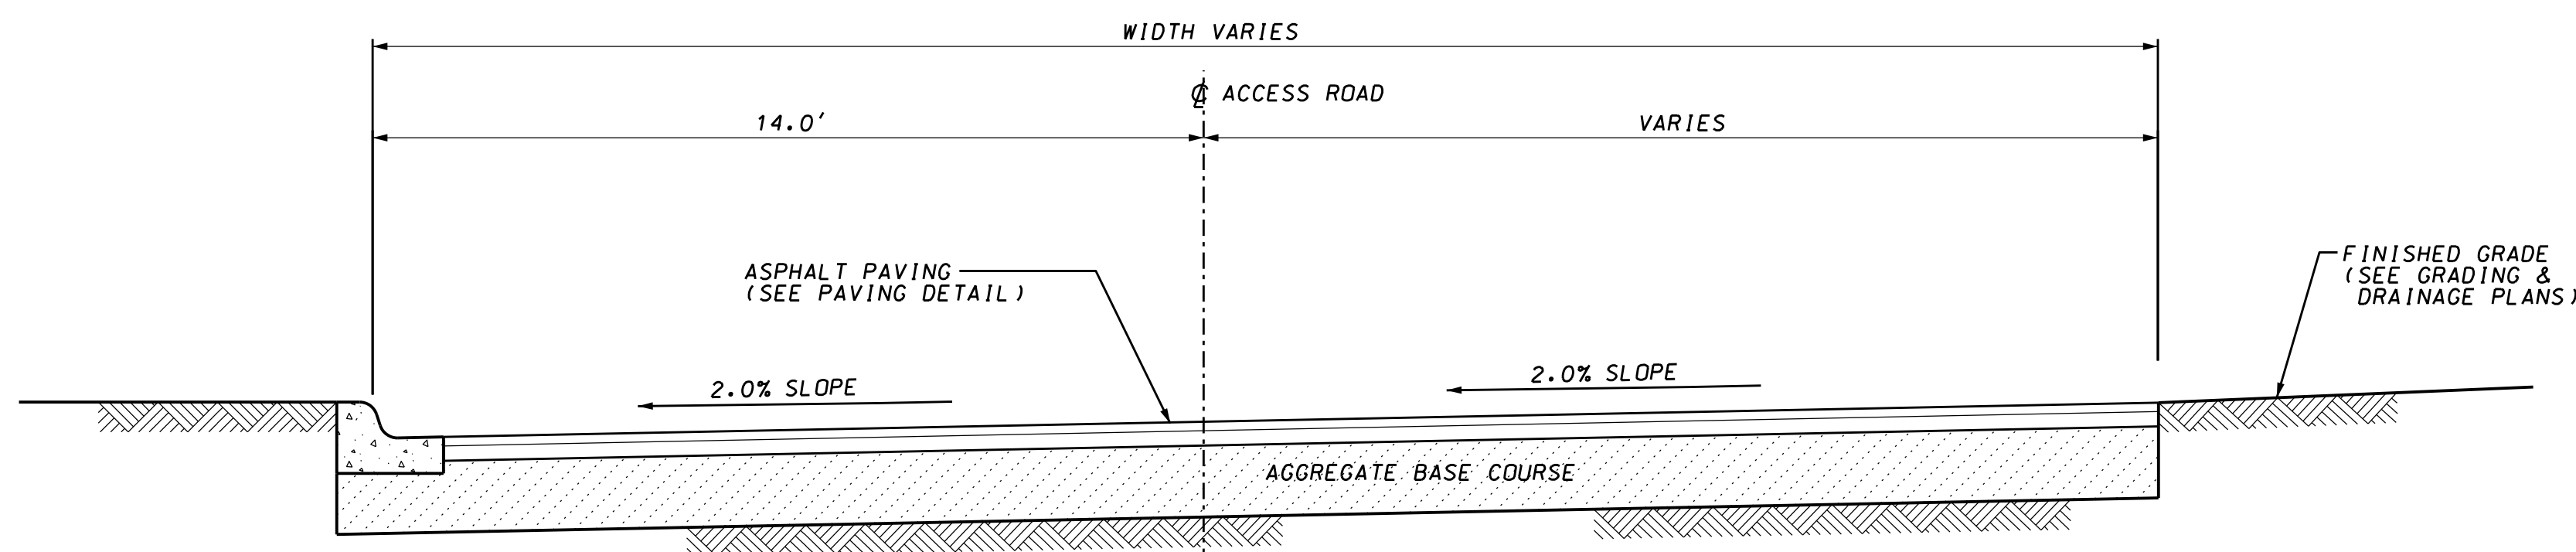 WIDTH VARIES
℄ ACCESS ROAD
14.0'
VARIES
ASPHALT PAVING
(SEE PAVING DETAIL)
FINISHED GRADE
(SEE GRADING &
DRAINAGE PLANS)
2.0% SLOPE
2.0% SLOPE
AGGREGATE BASE COURSE